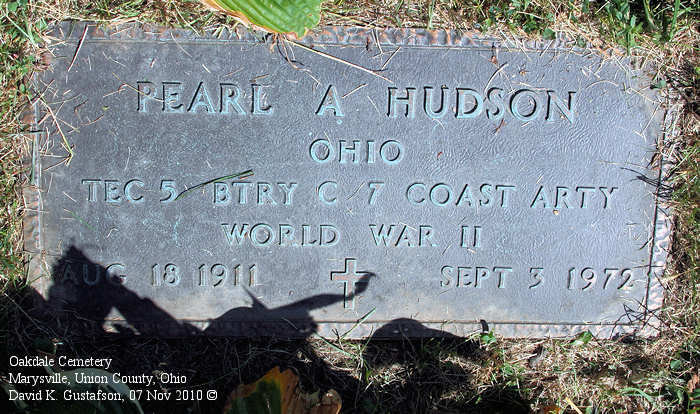 PEARL A HUDSON
OHIO
TEC 5 BTRY C 7 COAST ARTY
WORLD WAR II
AUG 18 1911 SEPT 3 1972
Oakdale Cemetery
Marysville, Union County, Ohio
David K. Gustafson, 07 Nov 2010 ©